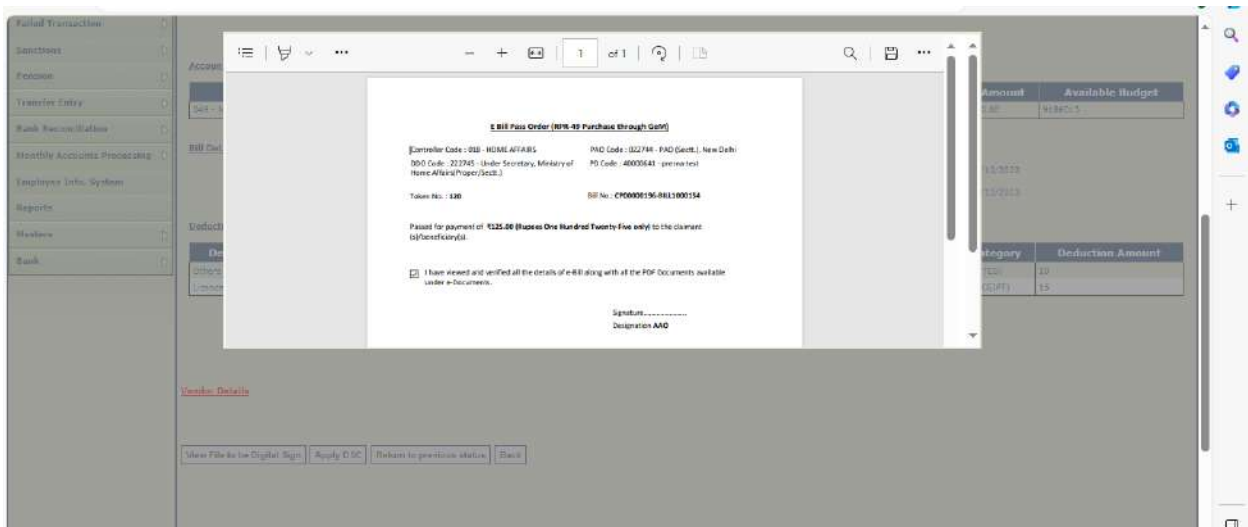 Failed Transaction
Sanctions
Pension
Transfer Entry
Bank Reconciliation
Monthly Accounts Processing
Employee Info. System
Reports
Masters
Bank
1 of 1
Amount Available Budget
E Bill Pass Order (RPR-49 Purchase through GeM)
Controller Code : 018 - HOME AFFAIRS PAO Code : 022744 - PAO (Sectt.), New Delhi
DDO Code : 222745 - Under Secretary, Ministry of Home Affairs(Proper/Sectt.) PD Code : 40000641 -
Token No. : 130 Bill No.: CPD0000196-BILL1000154
Passed for payment of ₹125.00 (Rupees One Hundred Twenty-Five only) to the claimant
(s)/beneficiary(s).
I have viewed and verified all the details of e-Bill along with all the PDF Documents available
under e-Documents.
Signature
Designation AAO
Deduction Amount
Others 10
15
Vendor Details
View File to be Digital Sign Apply DSC Return to previous status Back